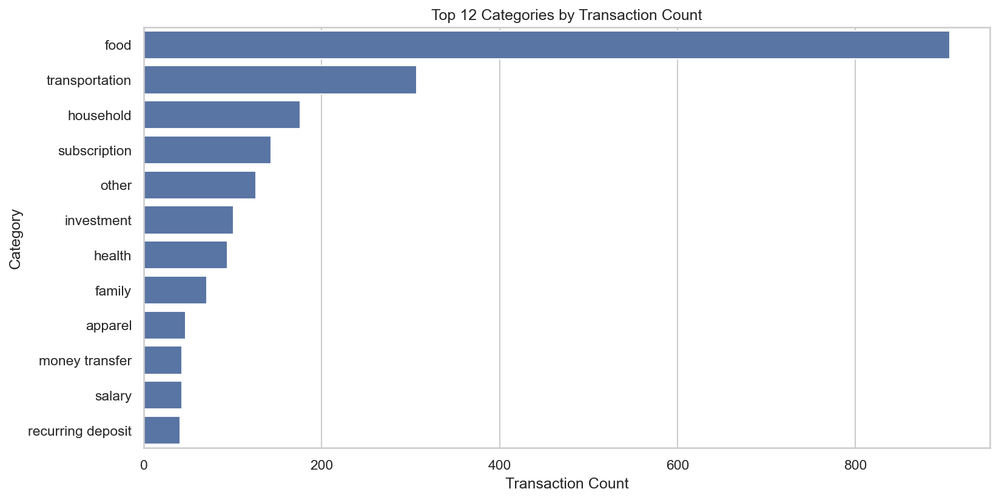 Top 12 Categories by Transaction Count
Category
food
transportation
household
subscription
other
investment
health
family
apparel
money transfer
salary
recurring deposit
0 200 400 600 800
Transaction Count